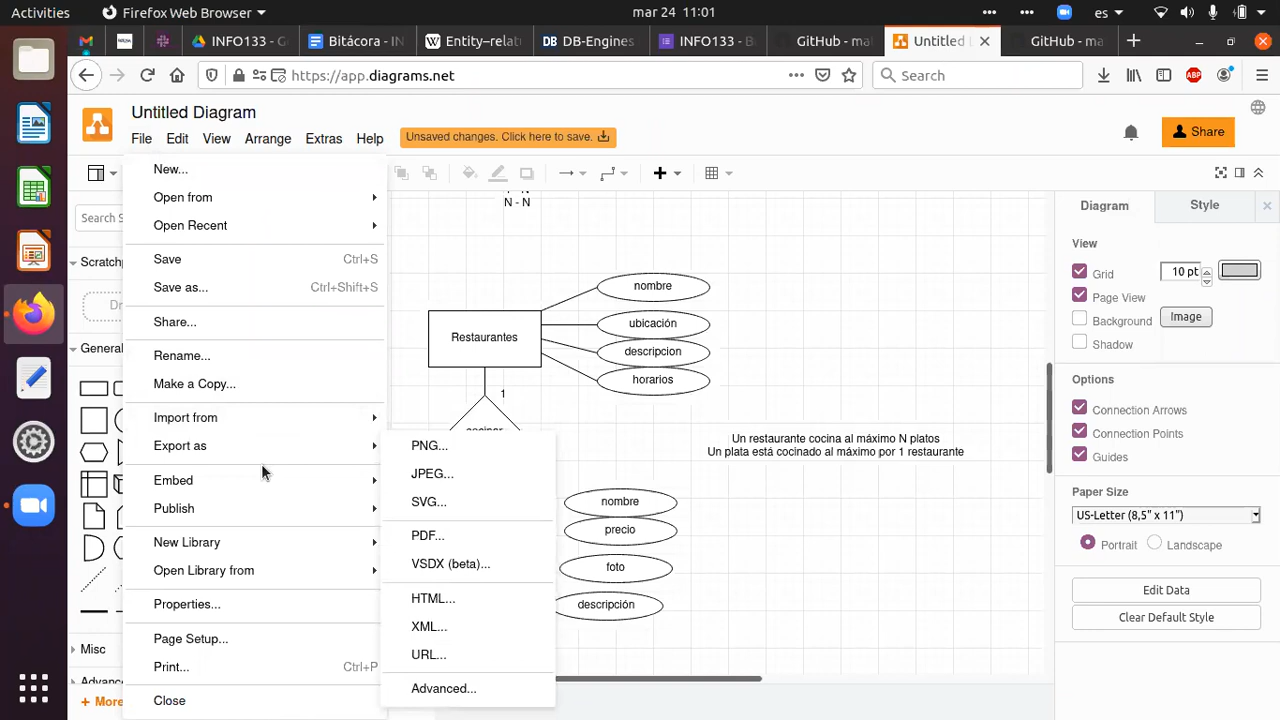 Activities
Firefox Web Browser
mar 24 11:01
es
INFO133 - G
Bitácora - IN
Entity–relat
DB-Engines
INFO133 - B
GitHub - mat
Untitled
GitHub - ma
https://app.diagrams.net
Search
ABP
Untitled Diagram
File Edit View Arrange Extras Help
Unsaved changes. Click here to save.
Share
New...
Open from
Open Recent
Save Ctrl+S
Save as... Ctrl+Shift+S
Share...
Rename...
Make a Copy...
Import from
Export as
Embed
Publish
New Library
Open Library from
Properties...
Page Setup...
Print... Ctrl+P
Close
PNG...
JPEG...
SVG...
PDF...
VSDX (beta)...
HTML...
XML...
URL...
Advanced...
Search S
Scratchp
Dr
General
Misc
Advanc
+ More
N - N
Restaurantes
nombre
ubicación
descripcion
horarios
1
Un restaurante cocina al máximo N platos
Un plata está cocinado al máximo por 1 restaurante
nombre
precio
foto
descripción
Diagram
Style
View
Grid
10 pt
Page View
Background
Image
Shadow
Options
Connection Arrows
Connection Points
Guides
Paper Size
US-Letter (8,5" x 11")
Portrait
Landscape
Edit Data
Clear Default Style